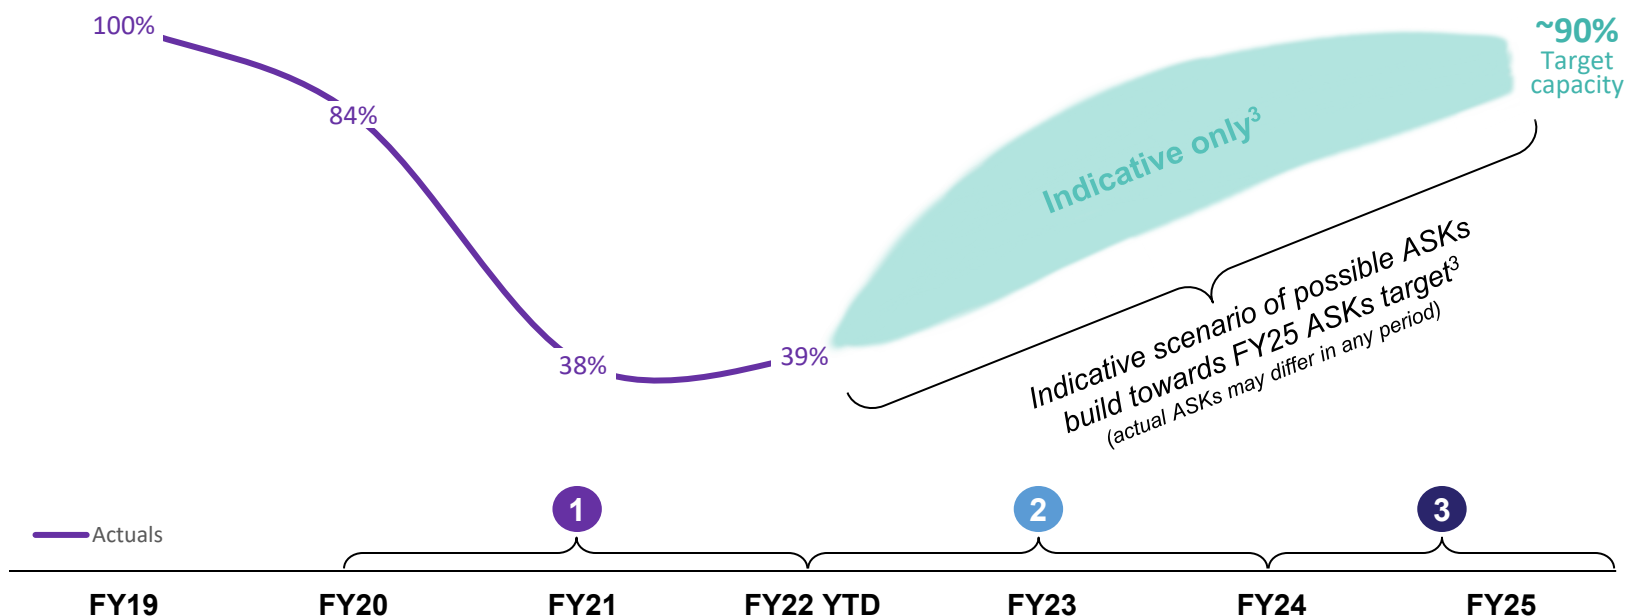 100%
84%
38%
39%
~90%
Target
capacity
Indicative only3
Indicative scenario of possible ASKs
build towards FY25 ASKs target3
(actual ASKs may differ in any period)
1
2
3
Actuals
FY19
FY20
FY21
FY22 YTD
FY23
FY24
FY25